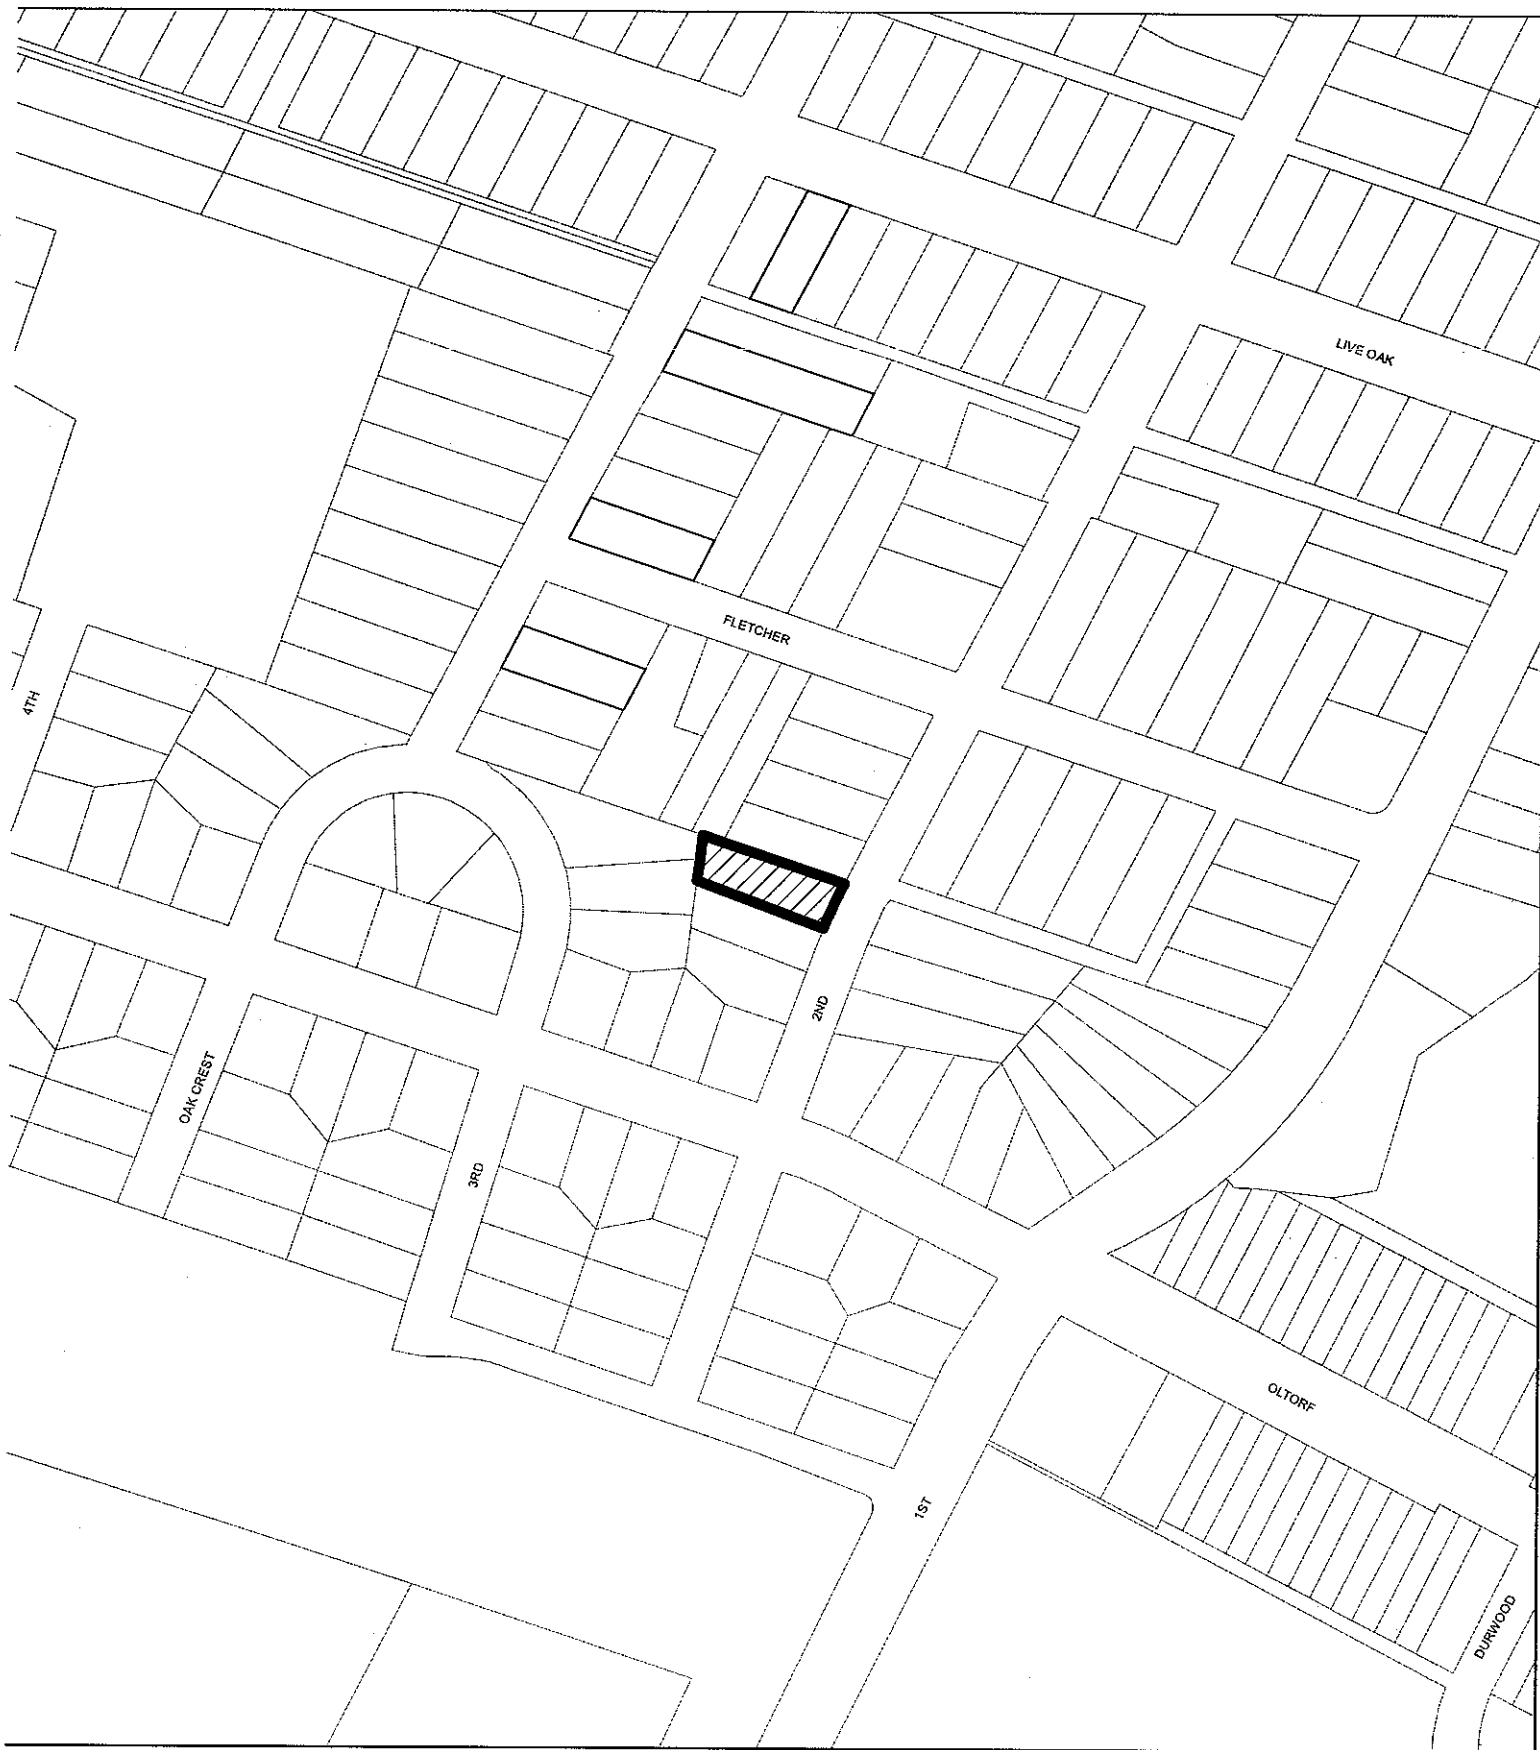 LIVE OAK
FLETCHER
4TH
2ND
OAK CREST
3RD
OLTORF
1ST
DURWOOD